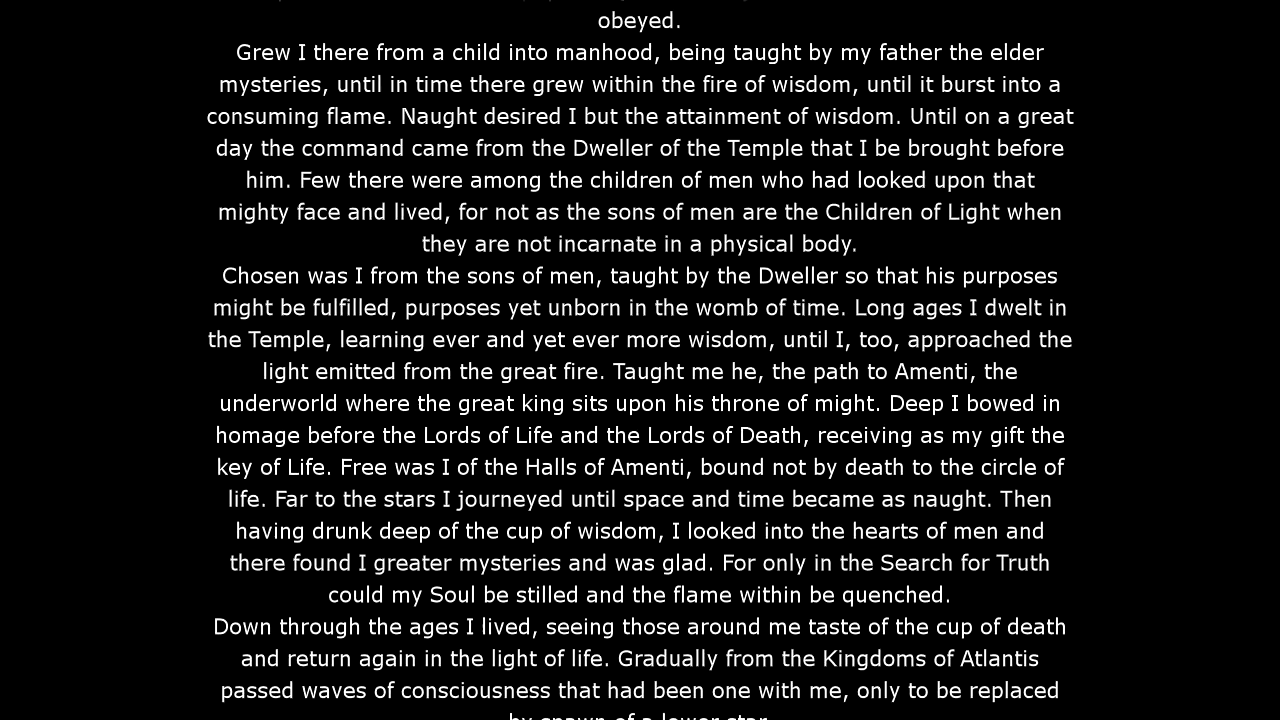 obeyed.
Grew I there from a child into manhood, being taught by my father the elder
mysteries, until in time there grew within the fire of wisdom, until it burst into a
consuming flame. Naught desired I but the attainment of wisdom. Until on a great
day the command came from the Dweller of the Temple that I be brought before
him. Few there were among the children of men who had looked upon that
mighty face and lived, for not as the sons of men are the Children of Light when
they are not incarnate in a physical body.
Chosen was I from the sons of men, taught by the Dweller so that his purposes
might be fulfilled, purposes yet unborn in the womb of time. Long ages I dwelt in
the Temple, learning ever and yet ever more wisdom, until I, too, approached the
light emitted from the great fire. Taught me he, the path to Amenti, the
underworld where the great king sits upon his throne of might. Deep I bowed in
homage before the Lords of Life and the Lords of Death, receiving as my gift the
key of Life. Free was I of the Halls of Amenti, bound not by death to the circle of
life. Far to the stars I journeyed until space and time became as naught. Then
having drunk deep of the cup of wisdom, I looked into the hearts of men and
there found I greater mysteries and was glad. For only in the Search for Truth
could my Soul be stilled and the flame within be quenched.
Down through the ages I lived, seeing those around me taste of the cup of death
and return again in the light of life. Gradually from the Kingdoms of Atlantis
passed waves of consciousness that had been one with me, only to be replaced
by spawn of a lower star.